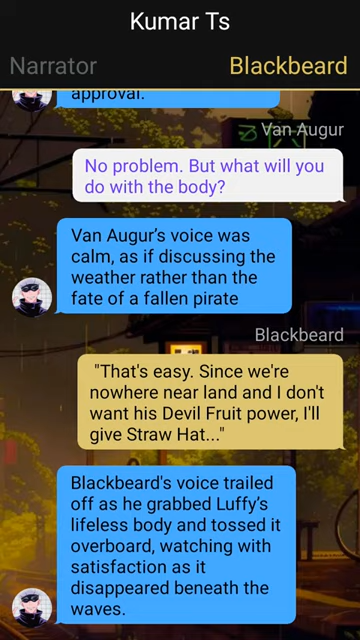 Kumar Ts
Narrator
Blackbeard
approval.
Van Augur
No problem. But what will you
do with the body?
Van Augur’s voice was
calm, as if discussing the
weather rather than the
fate of a fallen pirate
Blackbeard
"That's easy. Since we're
nowhere near land and I don't
want his Devil Fruit power, I'll
give Straw Hat..."
Blackbeard's voice trailed
off as he grabbed Luffy’s
lifeless body and tossed it
overboard, watching with
satisfaction as it
disappeared beneath the
waves.